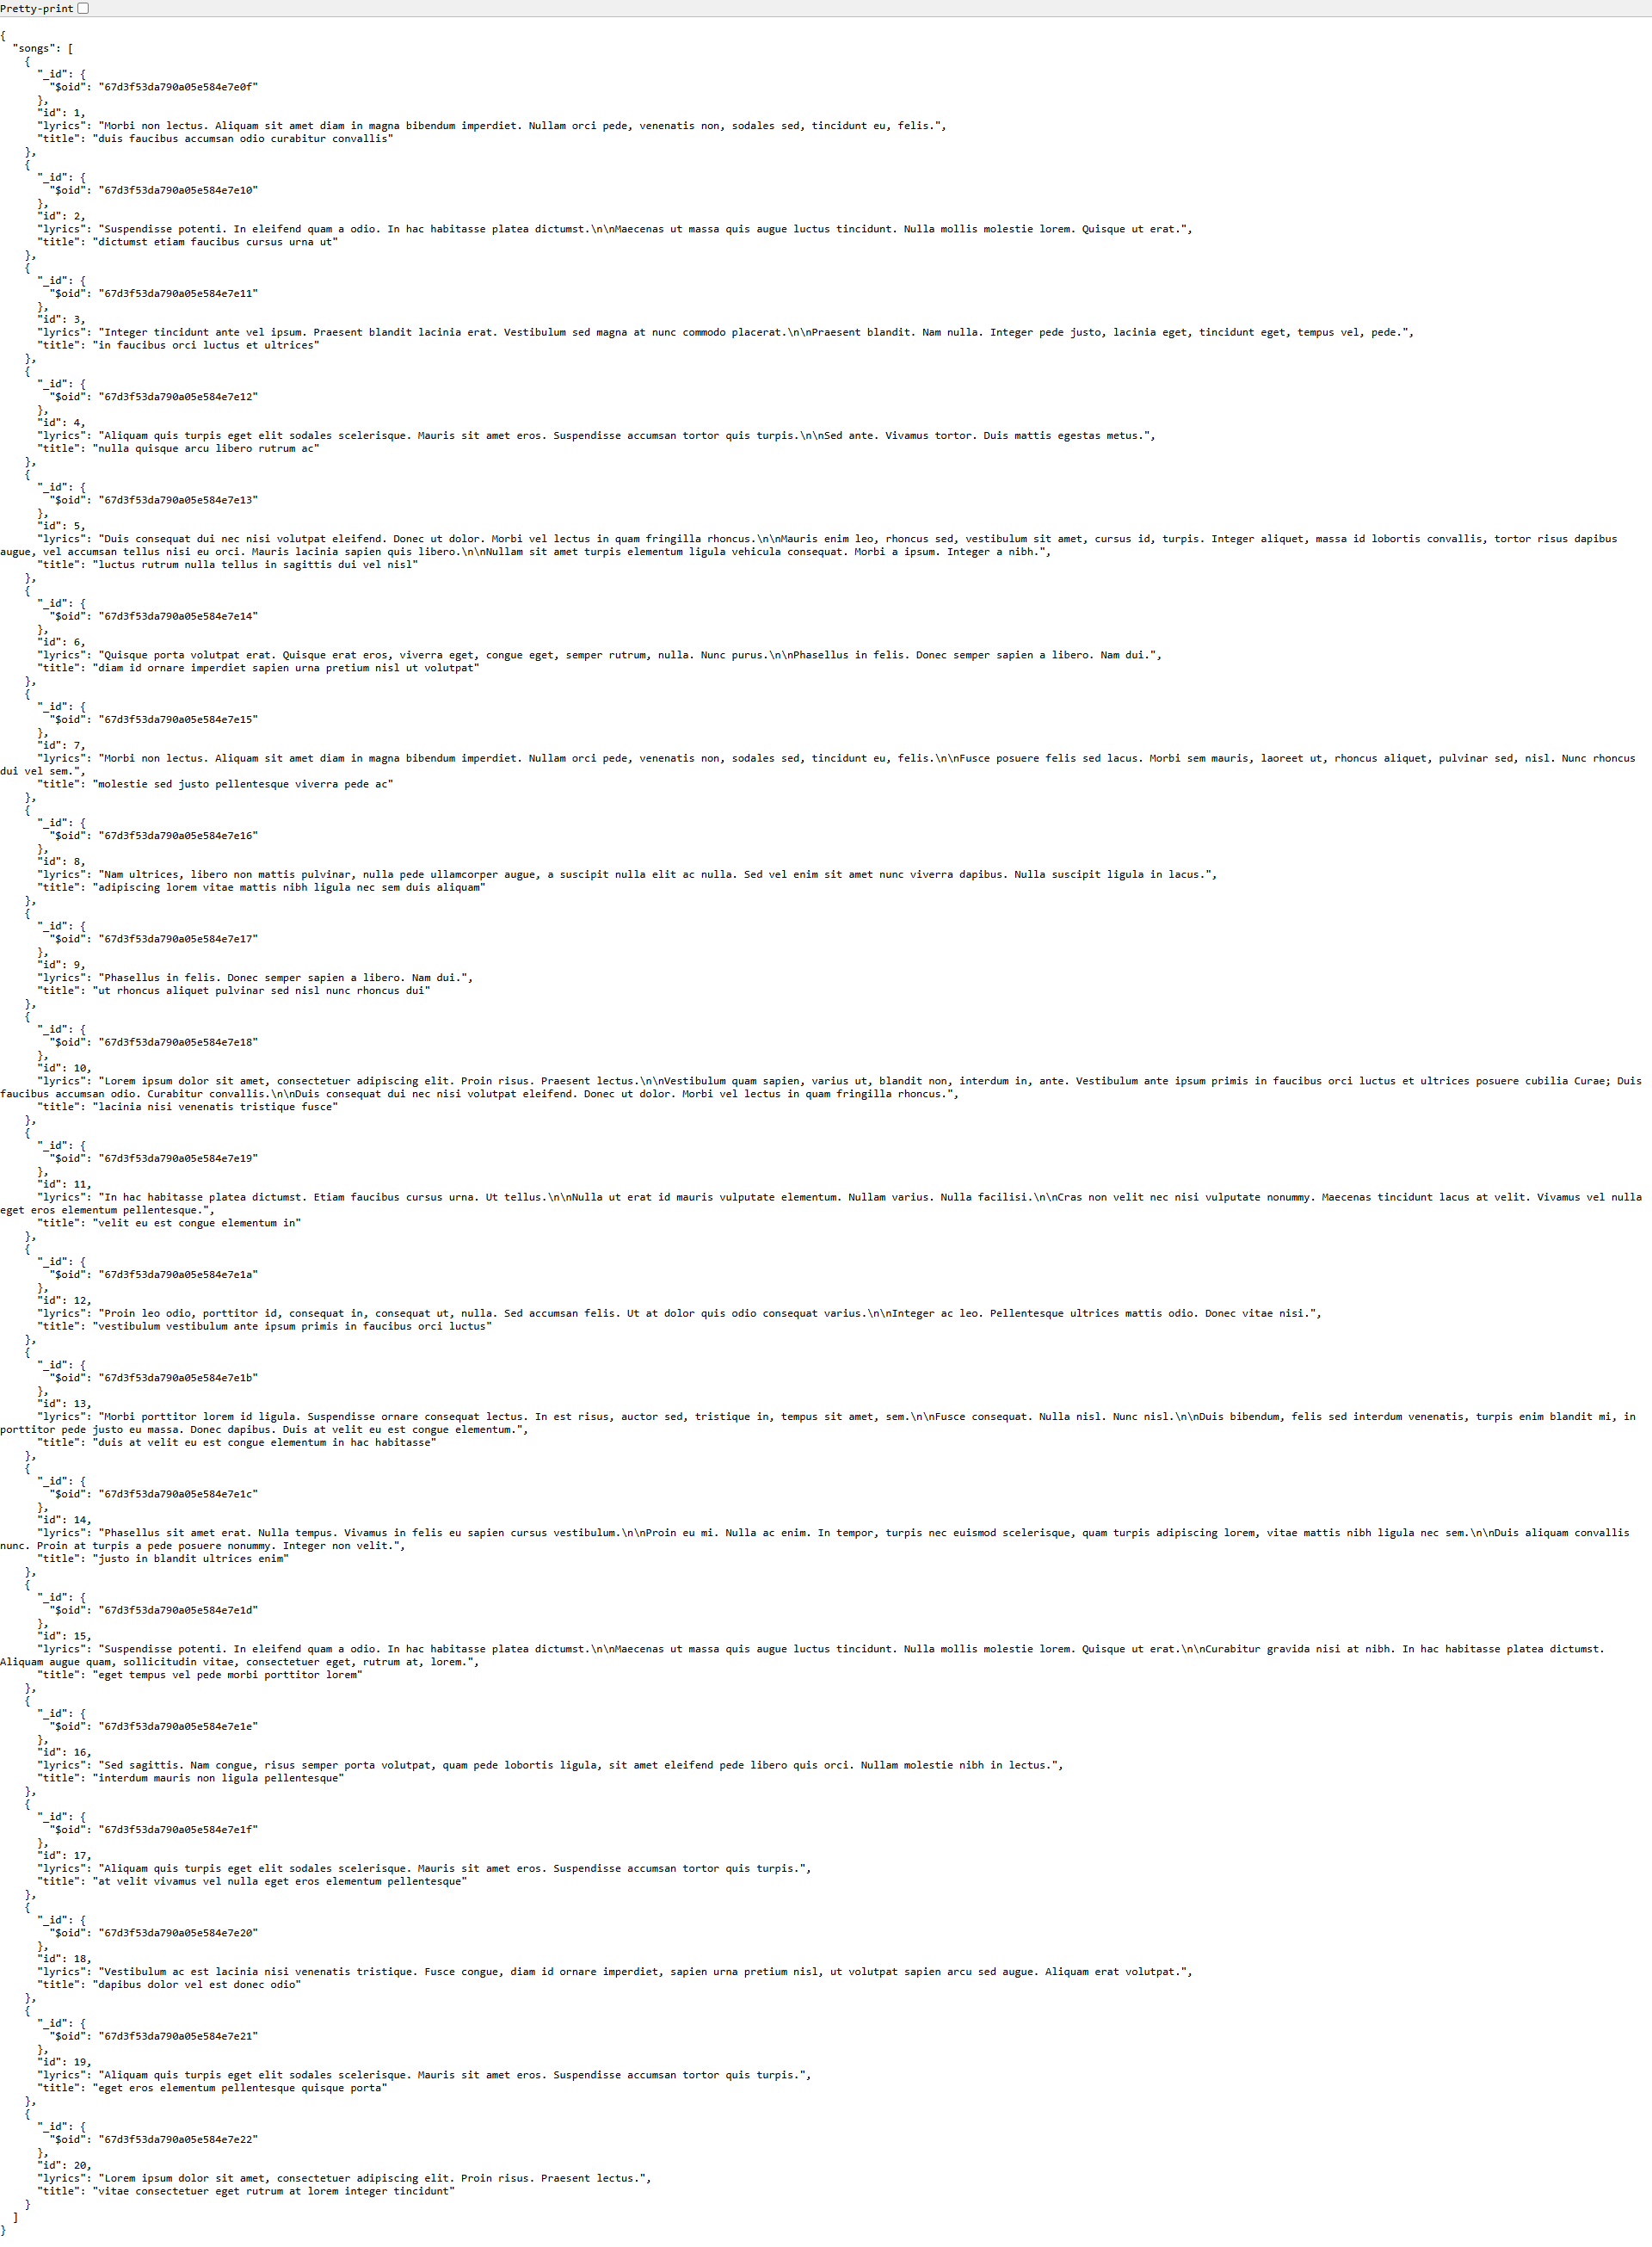 Pretty-print
{
  "songs": [
    {
      "_id": {
        "$oid": "67d3f53da790a05e584e7e0f"
      },
      "id": 1,
      "lyrics": "Morbi non lectus. Aliquam sit amet diam in magna bibendum imperdiet. Nullam orci pede, venenatis non, sodales sed, tincidunt eu, felis.",
      "title": "duis faucibus accumsan odio curabitur convallis"
    },
    {
      "_id": {
        "$oid": "67d3f53da790a05e584e7e10"
      },
      "id": 2,
      "lyrics": "Suspendisse potenti. In eleifend quam a odio. In hac habitasse platea dictumst.\n\nMaecenas ut massa quis augue luctus tincidunt. Nulla mollis molestie lorem. Quisque ut erat.",
      "title": "dictumst etiam faucibus cursus urna ut"
    },
    {
      "_id": {
        "$oid": "67d3f53da790a05e584e7e11"
      },
      "id": 3,
      "lyrics": "Integer tincidunt ante vel ipsum. Praesent blandit lacinia erat. Vestibulum sed magna at nunc commodo placerat.\n\nPraesent blandit. Nam nulla. Integer pede justo, lacinia eget, tincidunt eget, tempus vel, pede.",
      "title": "in faucibus orci luctus et ultrices"
    },
    {
      "_id": {
        "$oid": "67d3f53da790a05e584e7e12"
      },
      "id": 4,
      "lyrics": "Aliquam quis turpis eget elit sodales scelerisque. Mauris sit amet eros. Suspendisse accumsan tortor quis turpis.\n\nSed ante. Vivamus tortor. Duis mattis egestas metus.",
      "title": "nulla quisque arcu libero rutrum ac"
    },
    {
      "_id": {
        "$oid": "67d3f53da790a05e584e7e13"
      },
      "id": 5,
      "lyrics": "Duis consequat dui nec nisi volutpat eleifend. Donec ut dolor. Morbi vel lectus in quam fringilla rhoncus.\n\nMauris enim leo, rhoncus sed, vestibulum sit amet, cursus id, turpis. Integer aliquet, massa id lobortis convallis, tortor risus dapibus
augue, vel accumsan tellus nisi eu orci. Mauris lacinia sapien quis libero.\n\nNullam sit amet turpis elementum ligula vehicula consequat. Morbi a ipsum. Integer a nibh.",
      "title": "luctus rutrum nulla tellus in sagittis dui vel nisl"
    },
    {
      "_id": {
        "$oid": "67d3f53da790a05e584e7e14"
      },
      "id": 6,
      "lyrics": "Quisque porta volutpat erat. Quisque erat eros, viverra eget, congue eget, semper rutrum, nulla. Nunc purus.\n\nPhasellus in felis. Donec semper sapien a libero. Nam dui.",
      "title": "diam id ornare imperdiet sapien urna pretium nisl ut volutpat"
    },
    {
      "_id": {
        "$oid": "67d3f53da790a05e584e7e15"
      },
      "id": 7,
      "lyrics": "Morbi non lectus. Aliquam sit amet diam in magna bibendum imperdiet. Nullam orci pede, venenatis non, sodales sed, tincidunt eu, felis.\n\nFusce posuere felis sed lacus. Morbi sem mauris, laoreet ut, rhoncus aliquet, pulvinar sed, nisl. Nunc rhoncus
dui vel sem.",
      "title": "molestie sed justo pellentesque viverra pede ac"
    },
    {
      "_id": {
        "$oid": "67d3f53da790a05e584e7e16"
      },
      "id": 8,
      "lyrics": "Nam ultrices, libero non mattis pulvinar, nulla pede ullamcorper augue, a suscipit nulla elit ac nulla. Sed vel enim sit amet nunc viverra dapibus. Nulla suscipit ligula in lacus.",
      "title": "adipiscing lorem vitae mattis nibh ligula nec sem duis aliquam"
    },
    {
      "_id": {
        "$oid": "67d3f53da790a05e584e7e17"
      },
      "id": 9,
      "lyrics": "Phasellus in felis. Donec semper sapien a libero. Nam dui.",
      "title": "ut rhoncus aliquet pulvinar sed nisl nunc rhoncus dui"
    },
    {
      "_id": {
        "$oid": "67d3f53da790a05e584e7e18"
      },
      "id": 10,
      "lyrics": "Lorem ipsum dolor sit amet, consectetuer adipiscing elit. Proin risus. Praesent lectus.\n\nVestibulum quam sapien, varius ut, blandit non, interdum in, ante. Vestibulum ante ipsum primis in faucibus orci luctus et ultrices posuere cubilia Curae; Duis
faucibus accumsan odio. Curabitur convallis.\n\nDuis consequat dui nec nisi volutpat eleifend. Donec ut dolor. Morbi vel lectus in quam fringilla rhoncus.",
      "title": "lacinia nisi venenatis tristique fusce"
    },
    {
      "_id": {
        "$oid": "67d3f53da790a05e584e7e19"
      },
      "id": 11,
      "lyrics": "In hac habitasse platea dictumst. Etiam faucibus cursus urna. Ut tellus.\n\nNulla ut erat id mauris vulputate elementum. Nullam varius. Nulla facilisi.\n\nCras non velit nec nisi vulputate nonummy. Maecenas tincidunt lacus at velit. Vivamus vel nulla
eget eros elementum pellentesque.",
      "title": "velit eu est congue elementum in"
    },
    {
      "_id": {
        "$oid": "67d3f53da790a05e584e7e1a"
      },
      "id": 12,
      "lyrics": "Proin leo odio, porttitor id, consequat in, consequat ut, nulla. Sed accumsan felis. Ut at dolor quis odio consequat varius.\n\nInteger ac leo. Pellentesque ultrices mattis odio. Donec vitae nisi.",
      "title": "vestibulum vestibulum ante ipsum primis in faucibus orci luctus"
    },
    {
      "_id": {
        "$oid": "67d3f53da790a05e584e7e1b"
      },
      "id": 13,
      "lyrics": "Morbi porttitor lorem id ligula. Suspendisse ornare consequat lectus. In est risus, auctor sed, tristique in, tempus sit amet, sem.\n\nFusce consequat. Nulla nisl. Nunc nisl.\n\nDuis bibendum, felis sed interdum venenatis, turpis enim blandit mi, in
porttitor pede justo eu massa. Donec dapibus. Duis at velit eu est congue elementum.",
      "title": "duis at velit eu est congue elementum in hac habitasse"
    },
    {
      "_id": {
        "$oid": "67d3f53da790a05e584e7e1c"
      },
      "id": 14,
      "lyrics": "Phasellus sit amet erat. Nulla tempus. Vivamus in felis eu sapien cursus vestibulum.\n\nProin eu mi. Nulla ac enim. In tempor, turpis nec euismod scelerisque, quam turpis adipiscing lorem, vitae mattis nibh ligula nec sem.\n\nDuis aliquam convallis
nunc. Proin at turpis a pede posuere nonummy. Integer non velit.",
      "title": "justo in blandit ultrices enim"
    },
    {
      "_id": {
        "$oid": "67d3f53da790a05e584e7e1d"
      },
      "id": 15,
      "lyrics": "Suspendisse potenti. In eleifend quam a odio. In hac habitasse platea dictumst.\n\nMaecenas ut massa quis augue luctus tincidunt. Nulla mollis molestie lorem. Quisque ut erat.\n\nCurabitur gravida nisi at nibh. In hac habitasse platea dictumst.
Aliquam augue quam, sollicitudin vitae, consectetuer eget, rutrum at, lorem.",
      "title": "eget tempus vel pede morbi porttitor lorem"
    },
    {
      "_id": {
        "$oid": "67d3f53da790a05e584e7e1e"
      },
      "id": 16,
      "lyrics": "Sed sagittis. Nam congue, risus semper porta volutpat, quam pede lobortis ligula, sit amet eleifend pede libero quis orci. Nullam molestie nibh in lectus.",
      "title": "interdum mauris non ligula pellentesque"
    },
    {
      "_id": {
        "$oid": "67d3f53da790a05e584e7e1f"
      },
      "id": 17,
      "lyrics": "Aliquam quis turpis eget elit sodales scelerisque. Mauris sit amet eros. Suspendisse accumsan tortor quis turpis.",
      "title": "at velit vivamus vel nulla eget eros elementum pellentesque"
    },
    {
      "_id": {
        "$oid": "67d3f53da790a05e584e7e20"
      },
      "id": 18,
      "lyrics": "Vestibulum ac est lacinia nisi venenatis tristique. Fusce congue, diam id ornare imperdiet, sapien urna pretium nisl, ut volutpat sapien arcu sed augue. Aliquam erat volutpat.",
      "title": "dapibus dolor vel est donec odio"
    },
    {
      "_id": {
        "$oid": "67d3f53da790a05e584e7e21"
      },
      "id": 19,
      "lyrics": "Aliquam quis turpis eget elit sodales scelerisque. Mauris sit amet eros. Suspendisse accumsan tortor quis turpis.",
      "title": "eget eros elementum pellentesque quisque porta"
    },
    {
      "_id": {
        "$oid": "67d3f53da790a05e584e7e22"
      },
      "id": 20,
      "lyrics": "Lorem ipsum dolor sit amet, consectetuer adipiscing elit. Proin risus. Praesent lectus.",
      "title": "vitae consectetuer eget rutrum at lorem integer tincidunt"
    }
  ]
}